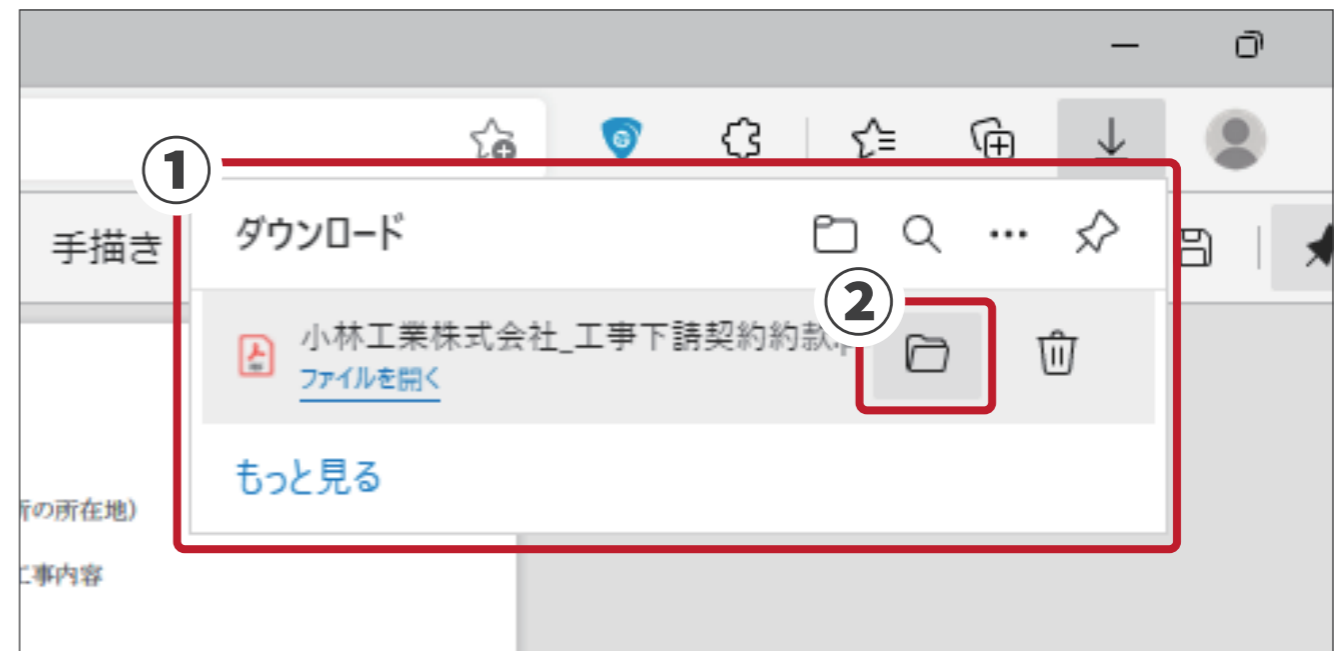 ①
手描き
ダウンロード
②
小林工業株式会社_工事下請契約約款
ファイルを開く
もっと見る
所の所在地)
工事内容